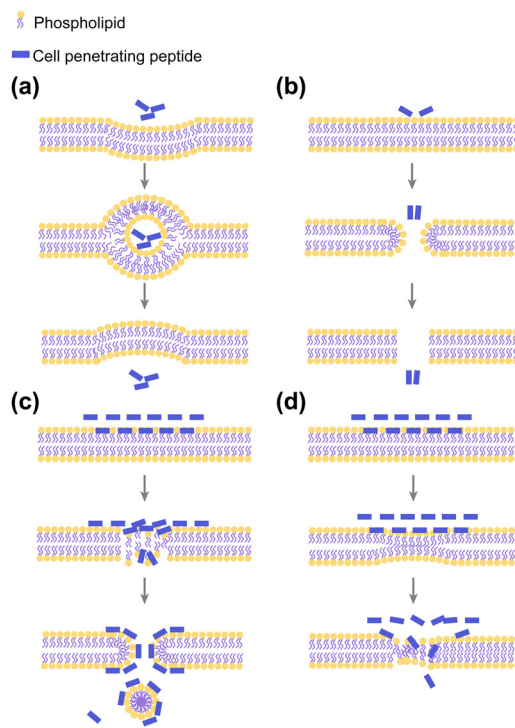 Phospholipid
Cell penetrating peptide
(a)
(b)
(c)
(d)